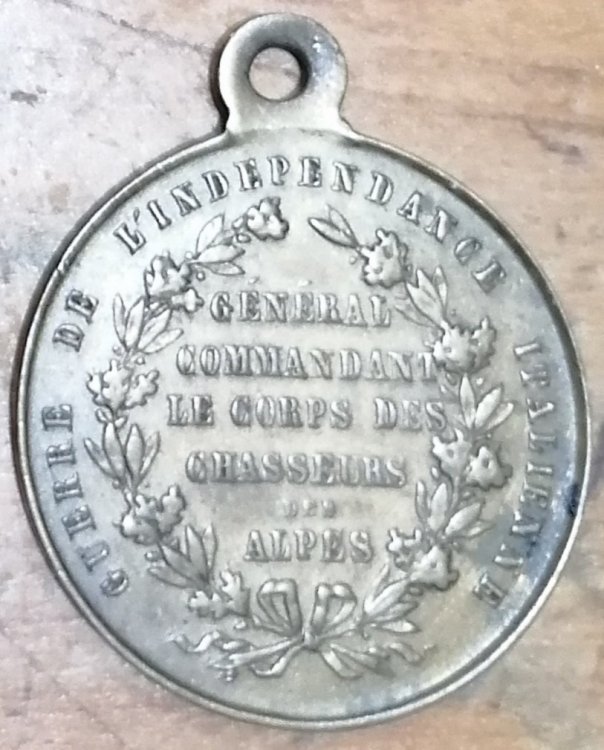 GUERRE DE L'INDEPENDANCE ITALIENNE
GÉNÉRAL
COMMANDANT
LE CORPS DES
CHASSEURS
DES
ALPES